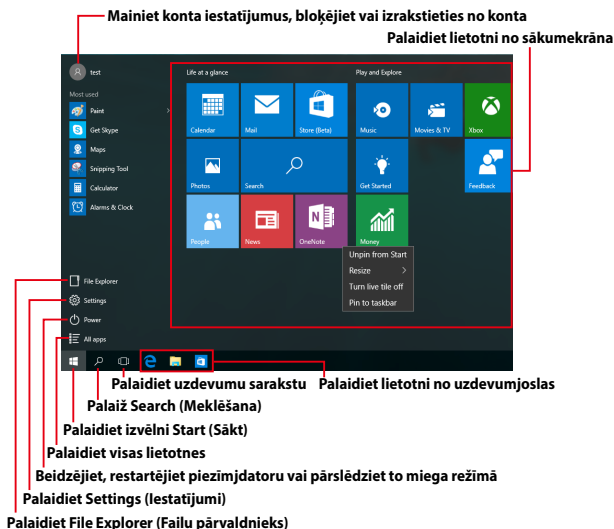 Mainiet konta iestatījumus, bloķējiet vai izrakstieties no konta
Palaidiet lietotni no sākumekrāna
test
Most used
Paint
Get Skype
Maps
Snipping Tool
Calculator
Alarms & Clock
File Explorer
Settings
Power
All apps
Life at a glance
Play and Explore
Calendar
Mail
Store (Beta)
Music
Movies & TV
Xbox
Photos
Search
Get Started
Feedback
People
News
OneNote
Money
Unpin from Start
Resize
Turn live tile off
Pin to taskbar
Palaidiet uzdevumu sarakstu
Palaidiet lietotni no uzdevumjoslas
Palaiž Search (Meklēšana)
Palaidiet izvēlni Start (Sākt)
Palaidiet visas lietotnes
Beidzējiet, restartējiet piezīmjdatoru vai pārslēdziet to miega režīmā
Palaidiet Settings (Iestatījumi)
Palaidiet File Explorer (Failu pārvaldnieks)